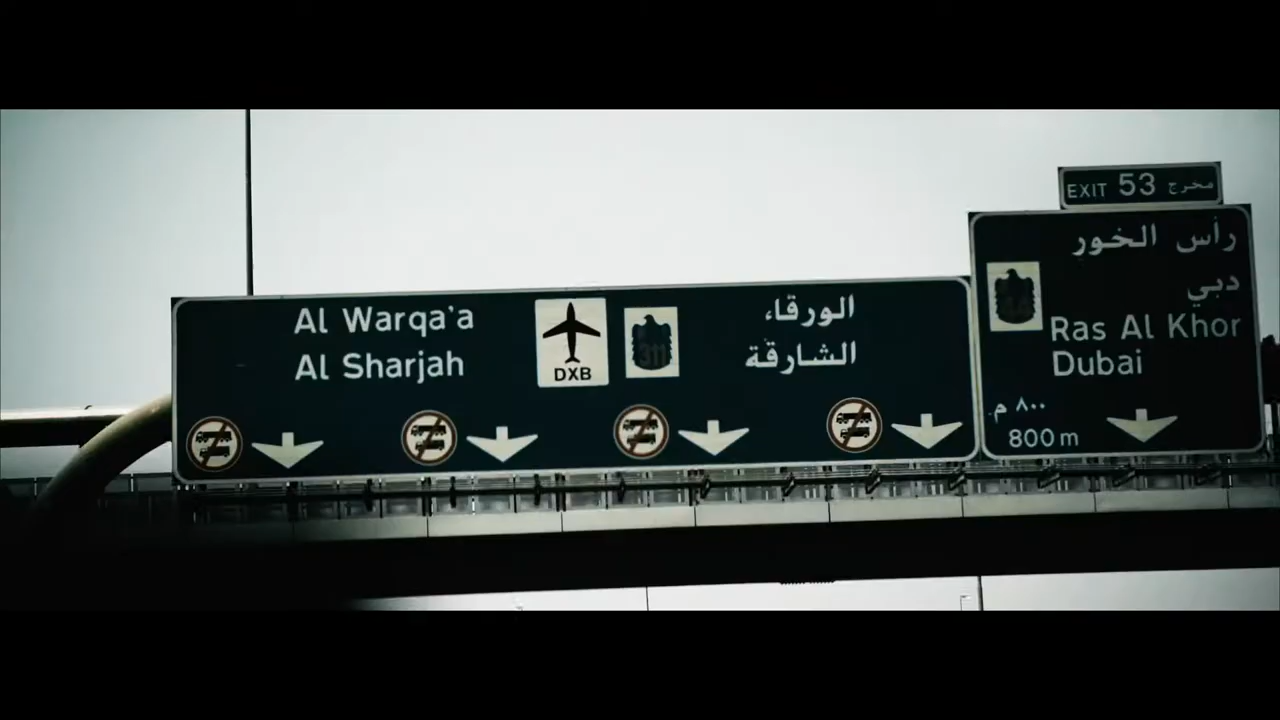 Al Warqa'a
Al Sharjah
DXB
311
الورقاء
الشارقة
EXIT 53 مخرج
رأس الخور
دبي
Ras Al Khor
Dubai
٨٠٠ م
800 m